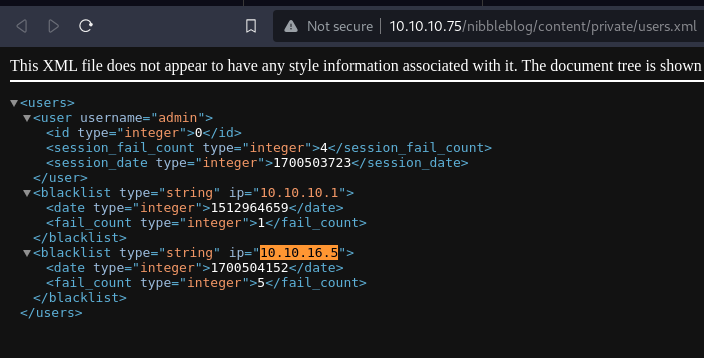 Not secure | 10.10.10.75/nibbleblog/content/private/users.xml
This XML file does not appear to have any style information associated with it. The document tree is shown
▼<users>
▼<user username="admin">
<id type="integer">0</id>
<session_fail_count type="integer">4</session_fail_count>
<session_date type="integer">1700503723</session_date>
</user>
▼<blacklist type="string" ip="10.10.10.1">
<date type="integer">1512964659</date>
<fail_count type="integer">1</fail_count>
</blacklist>
▼<blacklist type="string" ip="10.10.16.5">
<date type="integer">1700504152</date>
<fail_count type="integer">5</fail_count>
</blacklist>
</users>